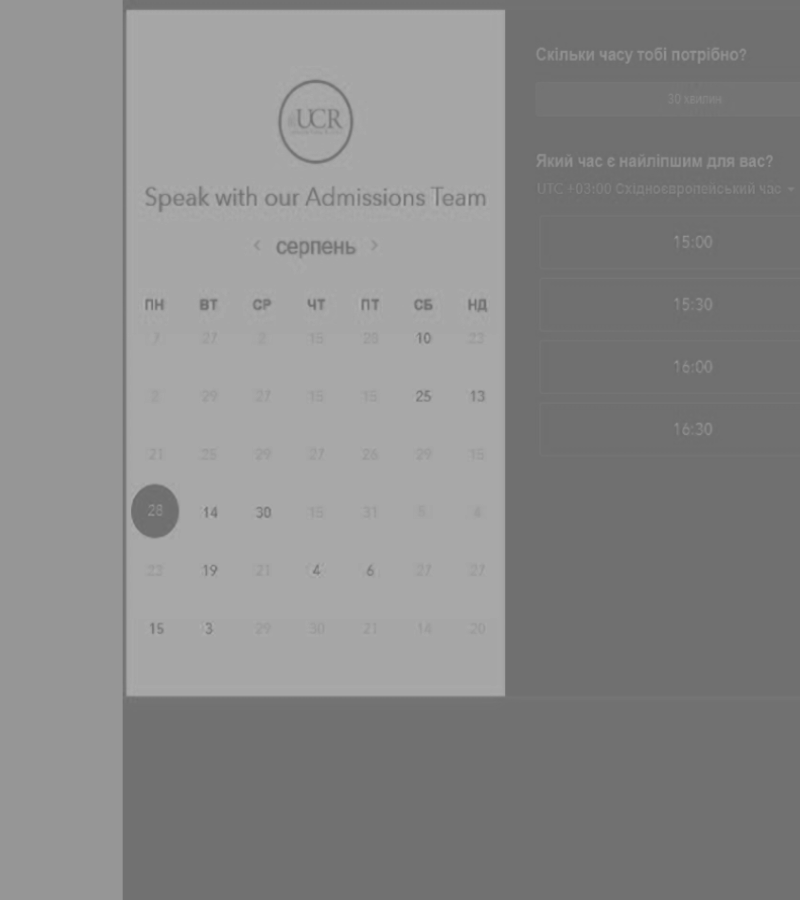 UCR
Speak with our Admissions Team
< серпень >
ПН ВТ СР ЧТ ПТ СБ НД
7 27 2 15 28 10 23
2 29 27 15 15 25 13
21 25 29 27 26 29 15
28 14 30 15 31 5 4
23 19 21 4 6 27 27
15 3 29 30 21 14 20
Скільки часу тобі потрібно?
30 хвилин
Який час є найліпшим для вас?
UTC +03:00 Східноєвропейський час
15:00
15:30
16:00
16:30